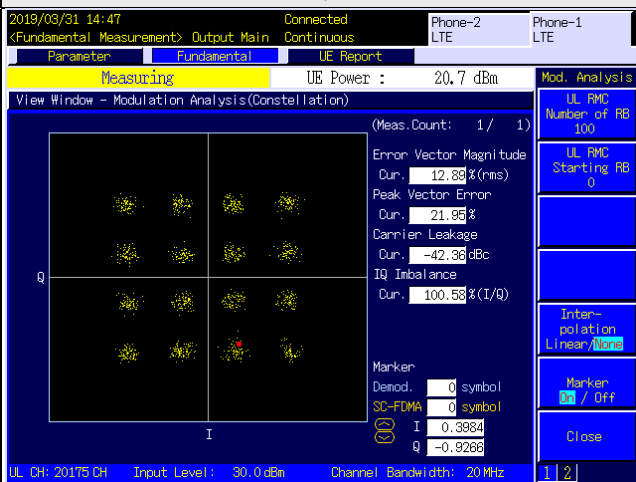 2019/03/31 14:47 Connected Phone-2 Phone-1
<Fundamental Measurement> Output Main Continuous LTE LTE
Parameter Fundamental UE Report
Measuring UE Power : 20.7 dBm Mod. Analysis
View Window - Modulation Analysis(Constellation)
(Meas.Count: 1/ 1)
Error Vector Magnitude
Cur. 12.89 %(rms)
Peak Vector Error
Cur. 21.95 %
Carrier Leakage
Cur. -42.36 dBc
IQ Imbalance
Cur. 100.58 %(I/Q)
Q
I
Marker
Demod. 0 symbol
SC-FDMA 0 symbol
I 0.3984
Q -0.9266
UL RMC
Number of RB
100
UL RMC
Starting RB
0
Inter-
polation
Linear/None
Marker
On / Off
Close
UL CH: 20175 CH Input Level: 30.0 dBm Channel Bandwidth: 20 MHz 1 2